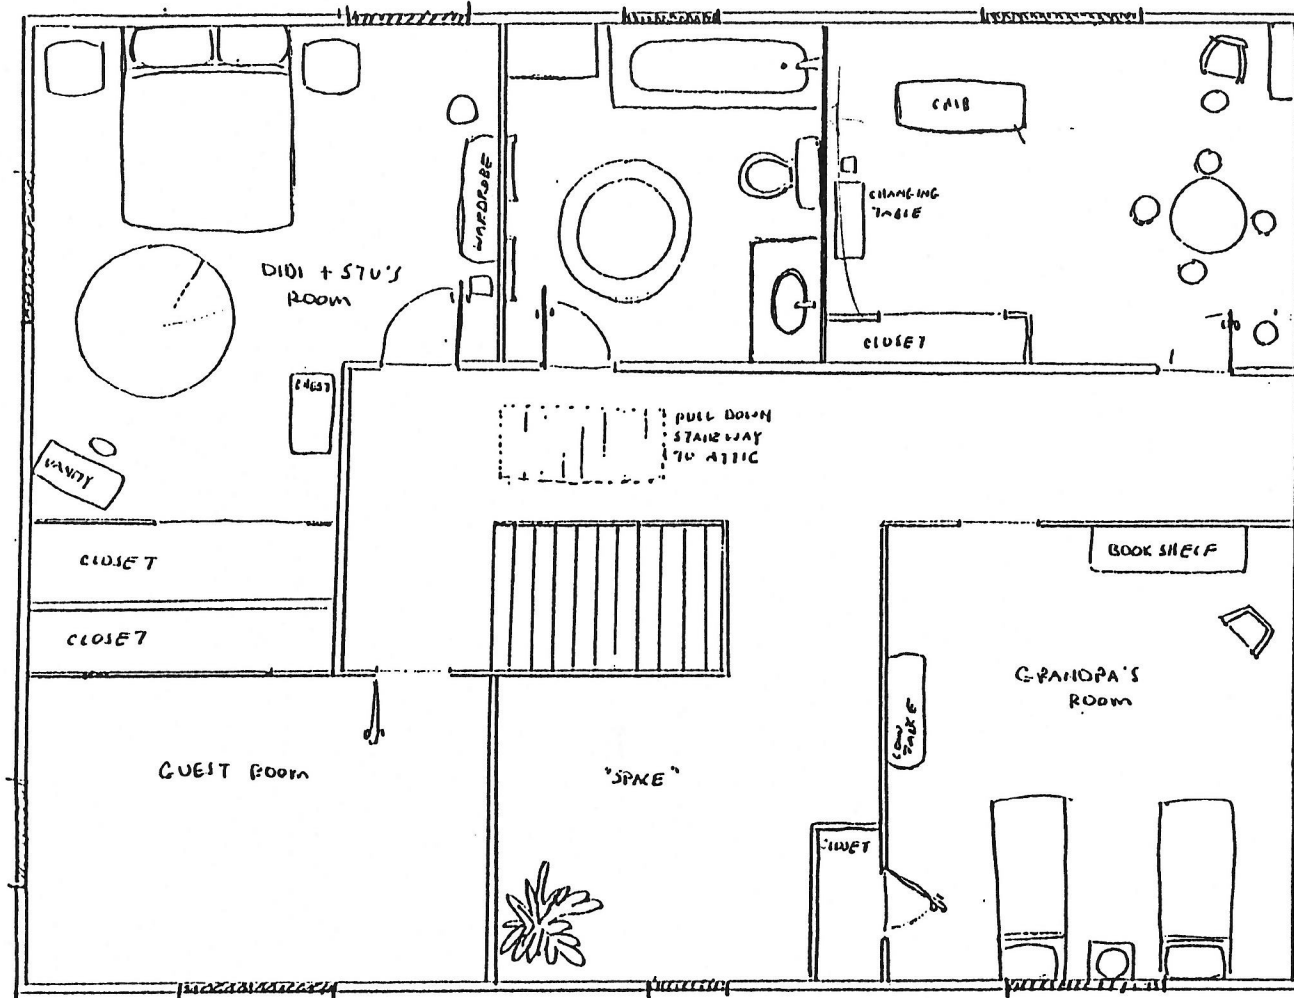 CRIB
WARDROBE
CHANGING
TABLE
DIDI + STU'S
ROOM
CLOSET
CHEST
PULL DOWN
STAIRWAY
TO ATTIC
VANITY
CLOSET
BOOK SHELF
CLOSET
GRANDPA'S
ROOM
GUEST ROOM
"SPACE"
CLOSET